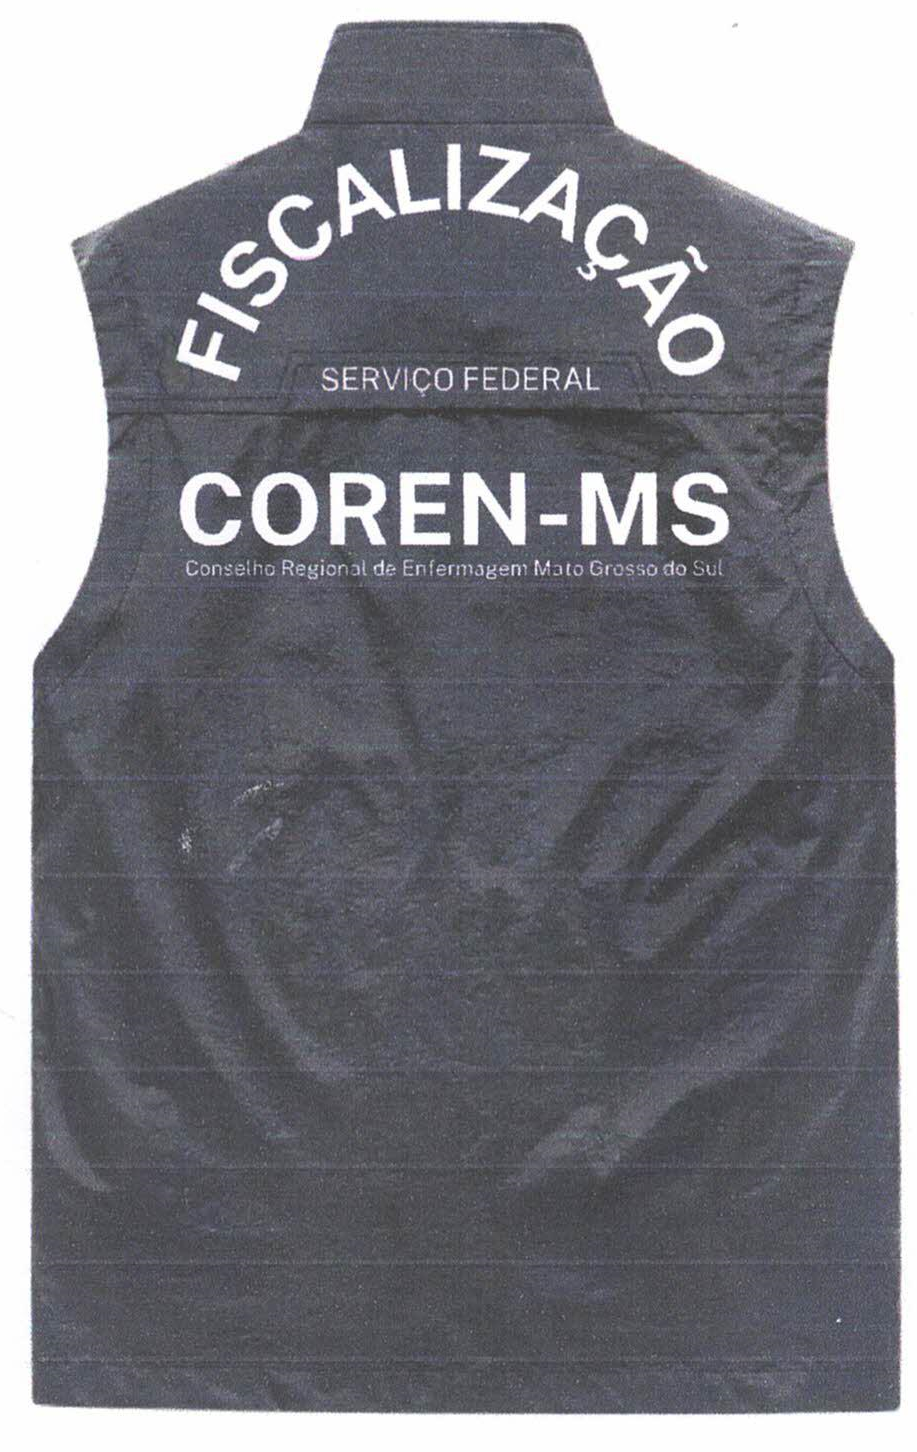 FISCALIZAÇÃO
SERVIÇO FEDERAL
COREN-MS
Conselho Regional de Enfermagem Mato Grosso do Sul